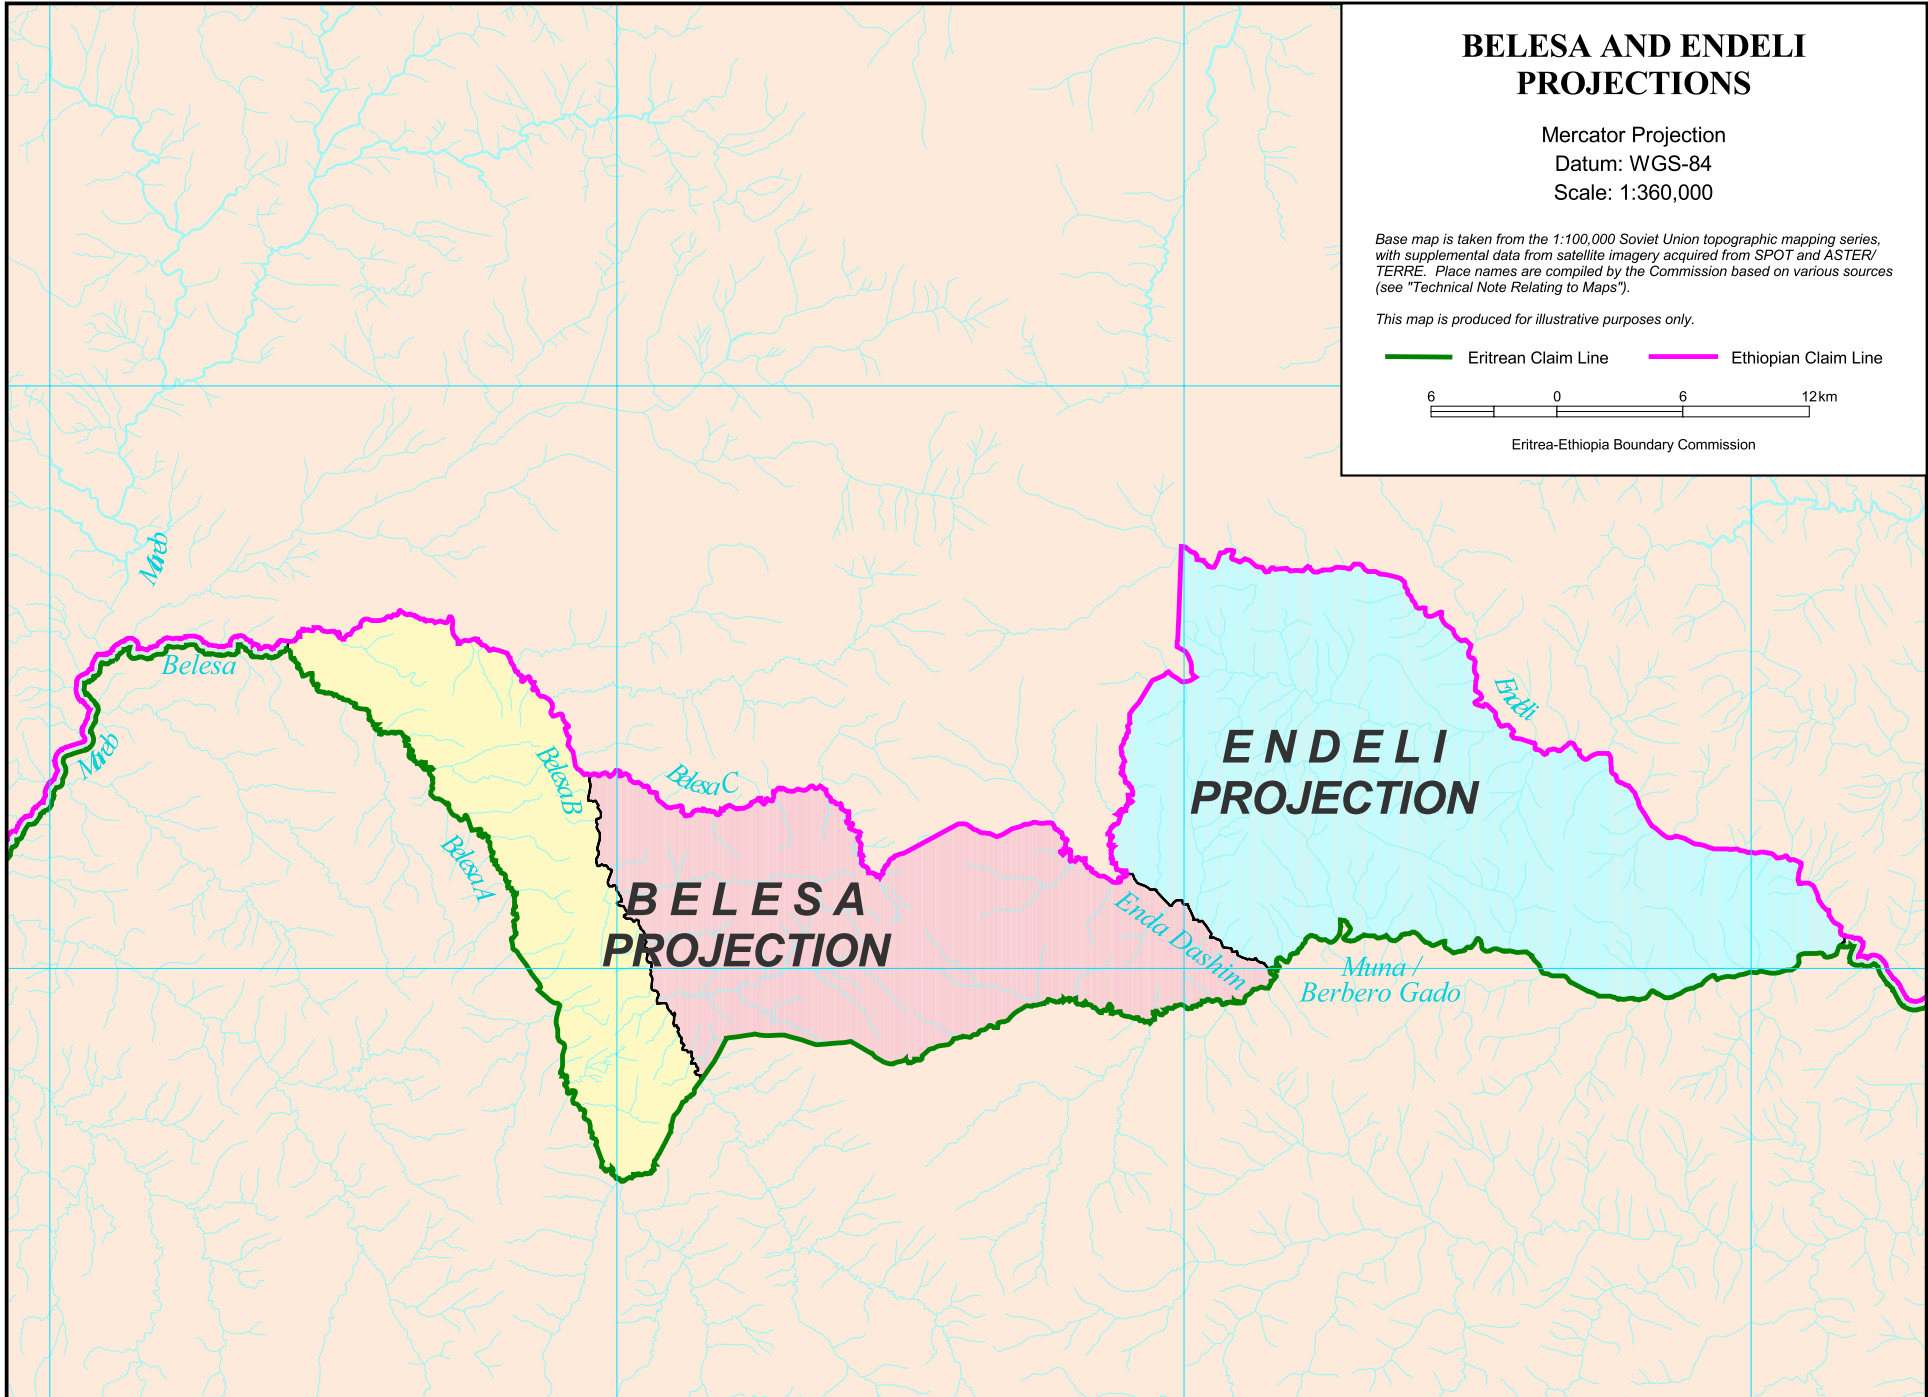 BELESA AND ENDELI
PROJECTIONS
Mercator Projection
Datum: WGS-84
Scale: 1:360,000
Base map is taken from the 1:100,000 Soviet Union topographic mapping series,
with supplemental data from satellite imagery acquired from SPOT and ASTER/
TERRE. Place names are compiled by the Commission based on various sources
(see "Technical Note Relating to Maps").
This map is produced for illustrative purposes only.
Eritrean Claim Line
Ethiopian Claim Line
6 0 6 12 km
Eritrea-Ethiopia Boundary Commission
Mareb
Belesa
Mareb
Belesa B
Belesa C
Belesa A
BELESA
PROJECTION
Endeli
ENDELI
PROJECTION
Enda Dashim
Muna /
Berbero Gado